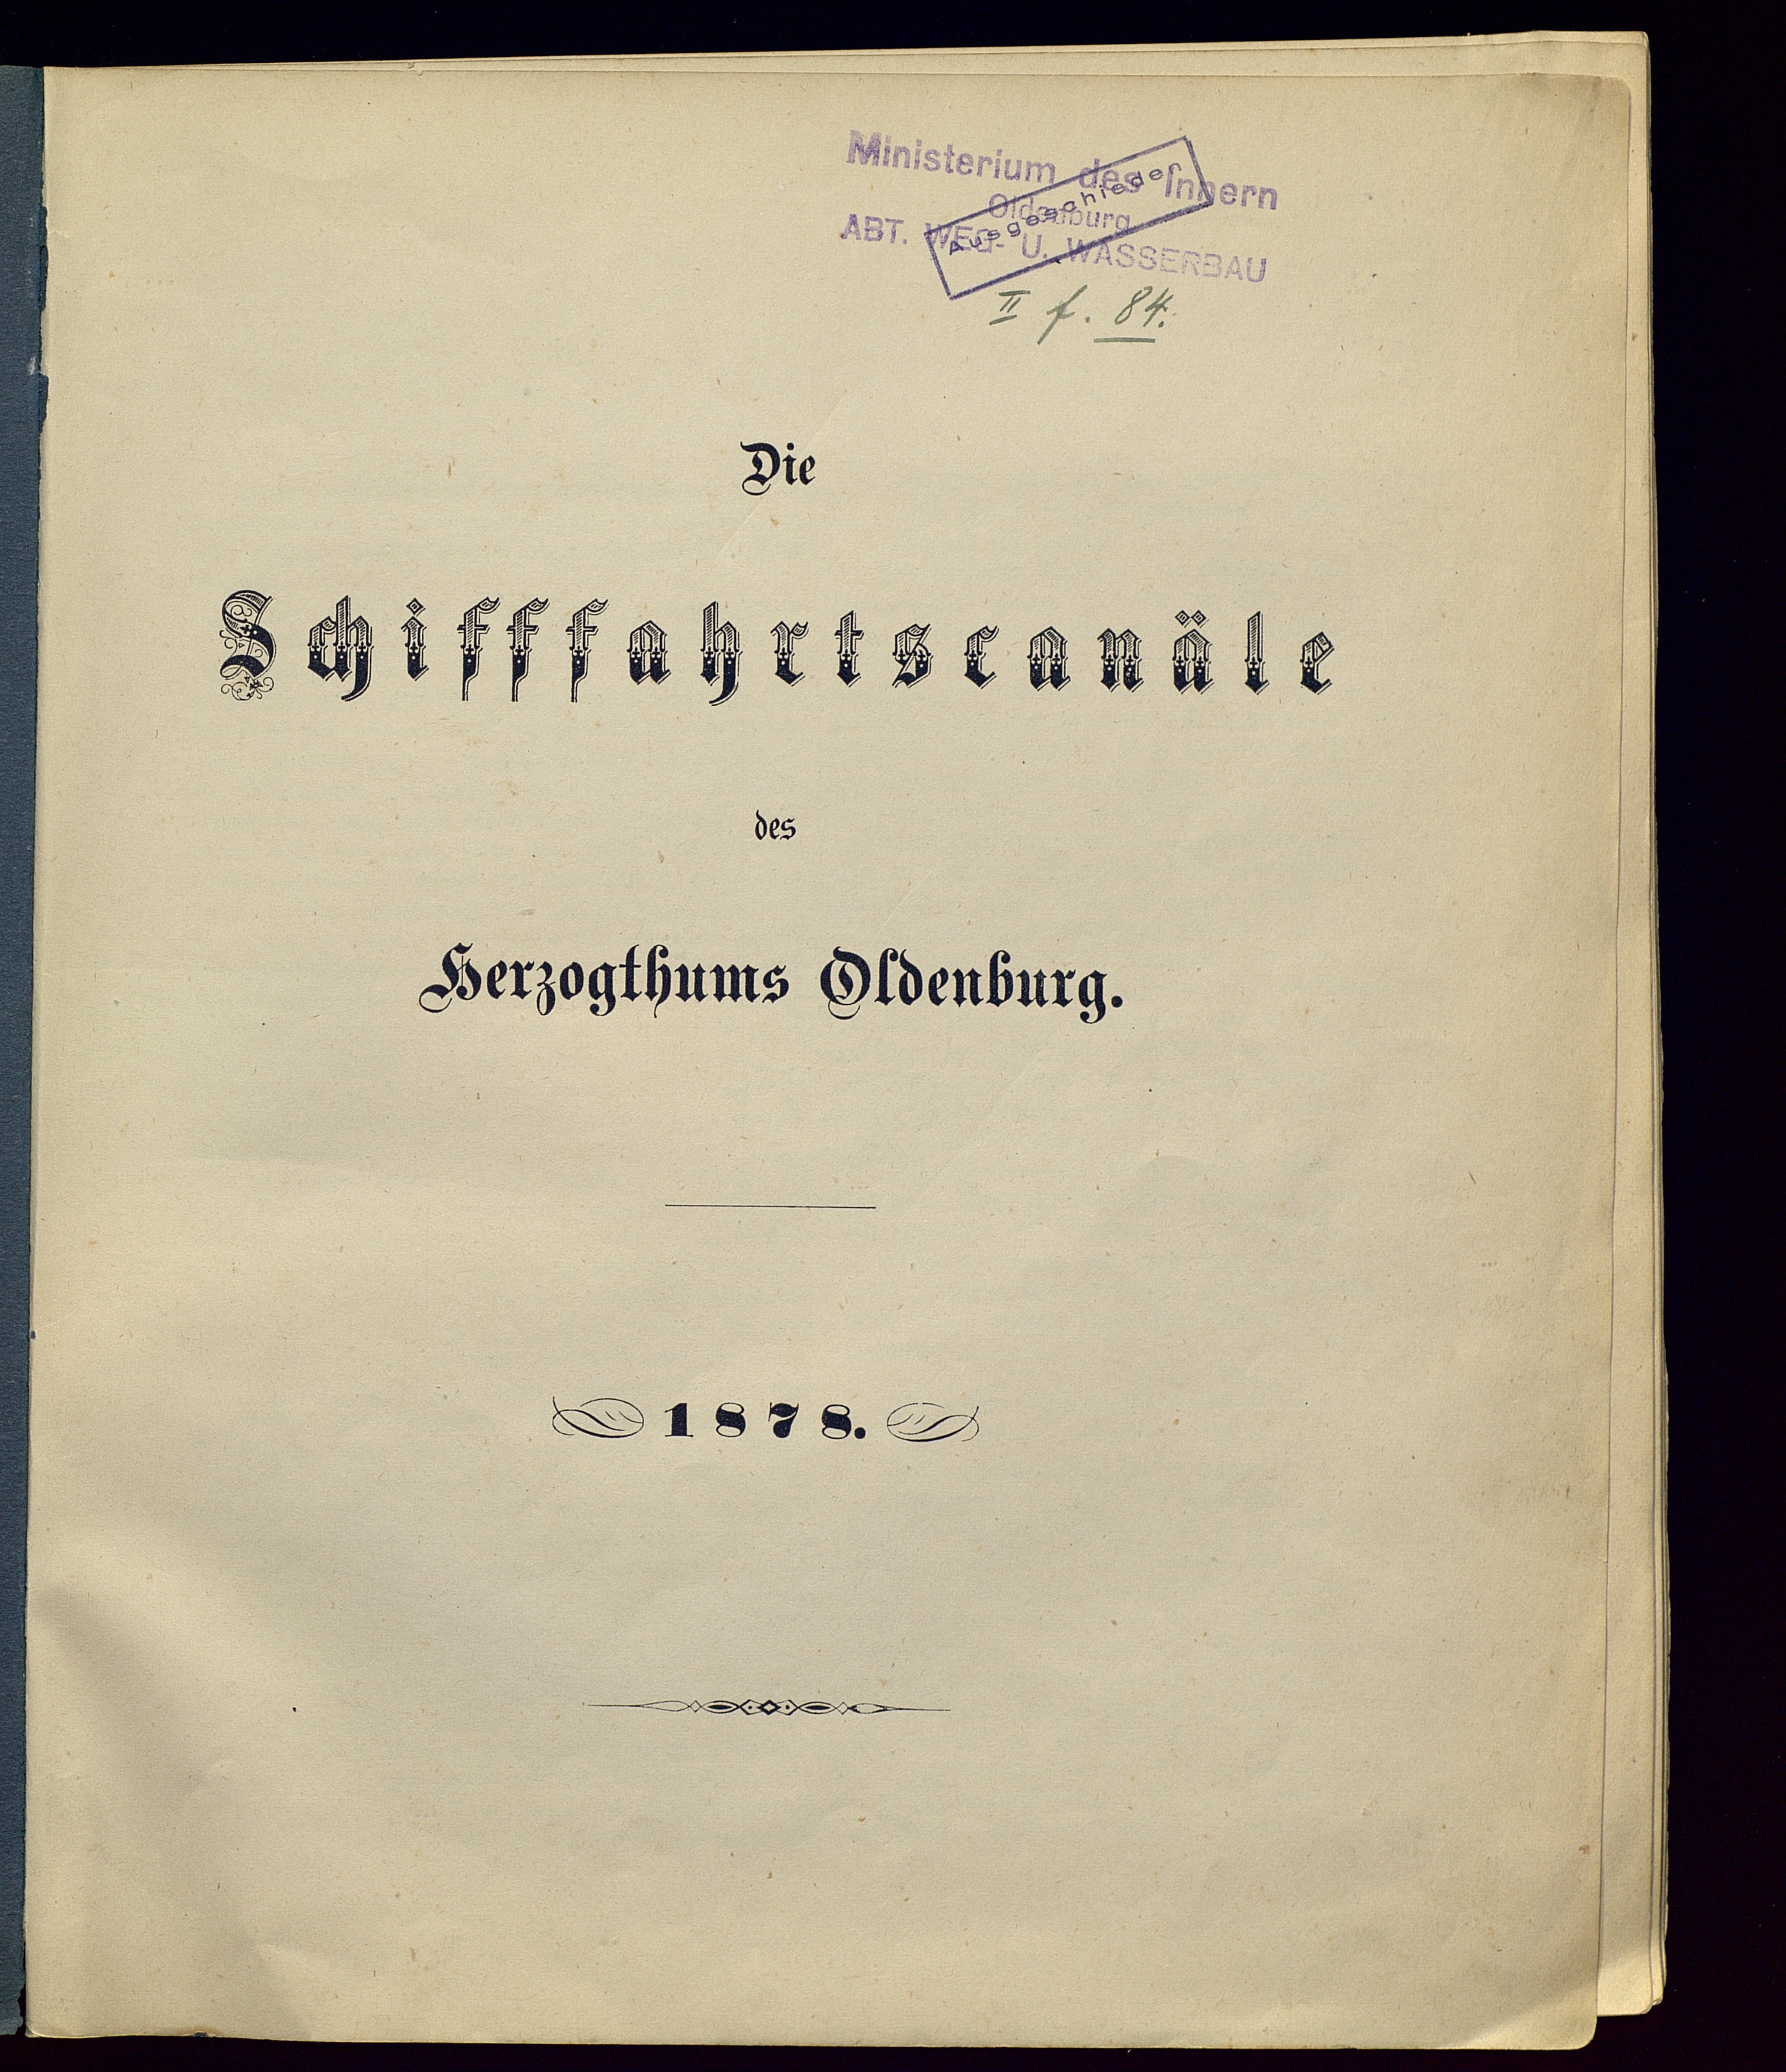 Ministerium des Innern
Oldenburg
ABT. WEG- U. WASSERBAU
Ausgeschieden
II f. 84.
Die
Schifffahrtscanäle
des
Herzogthums Oldenburg.
1878.